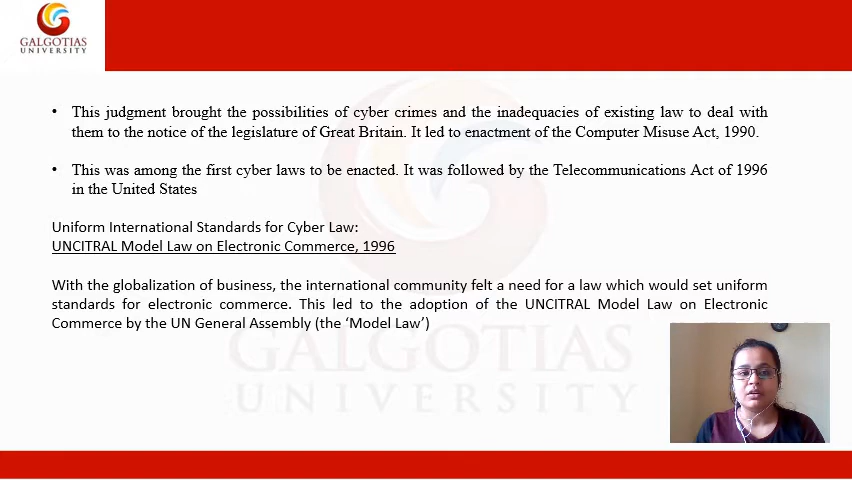 GALGOTIAS
UNIVERSITY
• This judgment brought the possibilities of cyber crimes and the inadequacies of existing law to deal with
them to the notice of the legislature of Great Britain. It led to enactment of the Computer Misuse Act, 1990.
• This was among the first cyber laws to be enacted. It was followed by the Telecommunications Act of 1996
in the United States
Uniform International Standards for Cyber Law:
UNCITRAL Model Law on Electronic Commerce, 1996
With the globalization of business, the international community felt a need for a law which would set uniform
standards for electronic commerce. This led to the adoption of the UNCITRAL Model Law on Electronic
Commerce by the UN General Assembly (the ‘Model Law’)
GALGOTIAS
UNIVERSITY